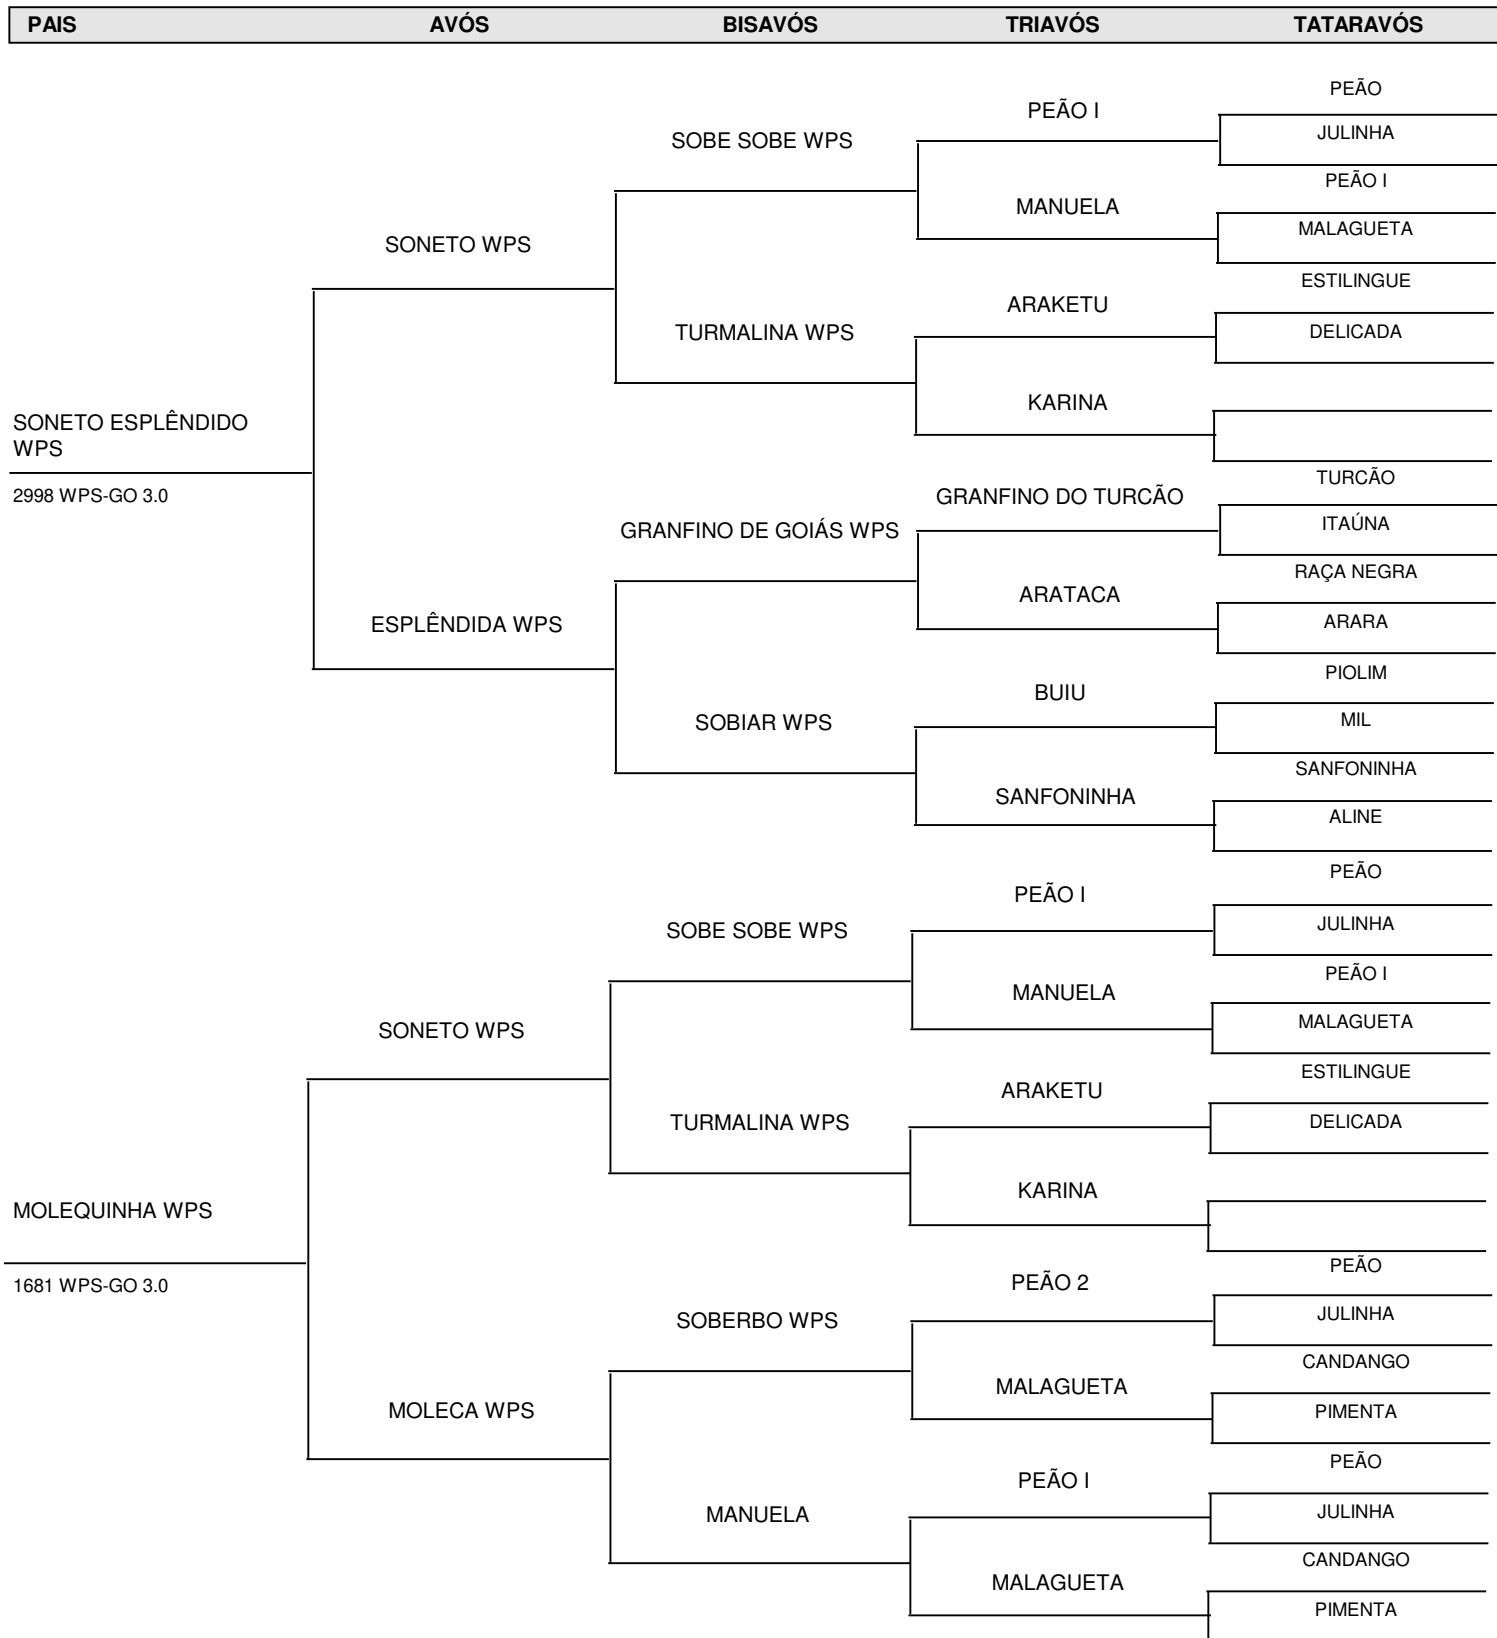 PAIS AVÓS BISAVÓS TRIAVÓS TATARAVÓS
PEÃO
PEÃO I
JULINHA
SOBE SOBE WPS
PEÃO I
MANUELA
MALAGUETA
SONETO WPS
ESTILINGUE
ARAKETU
DELICADA
TURMALINA WPS
KARINA
SONETO ESPLÊNDIDO
WPS
2998 WPS-GO 3.0
TURCÃO
GRANFINO DO TURCÃO
ITAÚNA
GRANFINO DE GOIÁS WPS
RAÇA NEGRA
ARATACA
ARARA
ESPLÊNDIDA WPS
PIOLIM
BUIU
MIL
SOBIAR WPS
SANFONINHA
SANFONINHA
ALINE
PEÃO
PEÃO I
JULINHA
SOBE SOBE WPS
PEÃO I
MANUELA
MALAGUETA
SONETO WPS
ESTILINGUE
ARAKETU
DELICADA
TURMALINA WPS
KARINA
MOLEQUINHA WPS
1681 WPS-GO 3.0
PEÃO
PEÃO 2
JULINHA
SOBERBO WPS
CANDANGO
MALAGUETA
PIMENTA
MOLECA WPS
PEÃO
PEÃO I
JULINHA
MANUELA
CANDANGO
MALAGUETA
PIMENTA